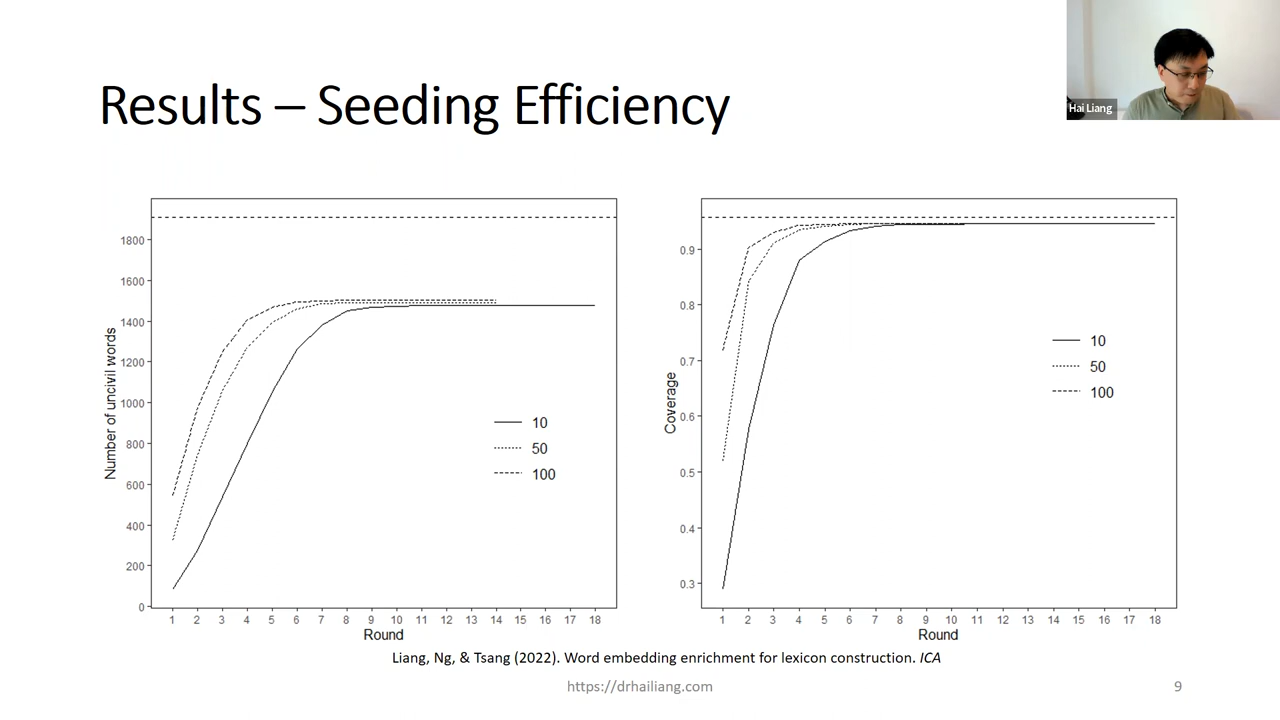 Hai Liang
Results – Seeding Efficiency
Number of uncivil words
1800
1600
1400
1200
1000
800
600
400
200
0
10
50
100
1 2 3 4 5 6 7 8 9 10 11 12 13 14 15 16 17 18
Round
Coverage
0.9
0.8
0.7
0.6
0.5
0.4
0.3
10
50
100
1 2 3 4 5 6 7 8 9 10 11 12 13 14 15 16 17 18
Round
Liang, Ng, & Tsang (2022). Word embedding enrichment for lexicon construction. ICA
https://drhailiang.com
9